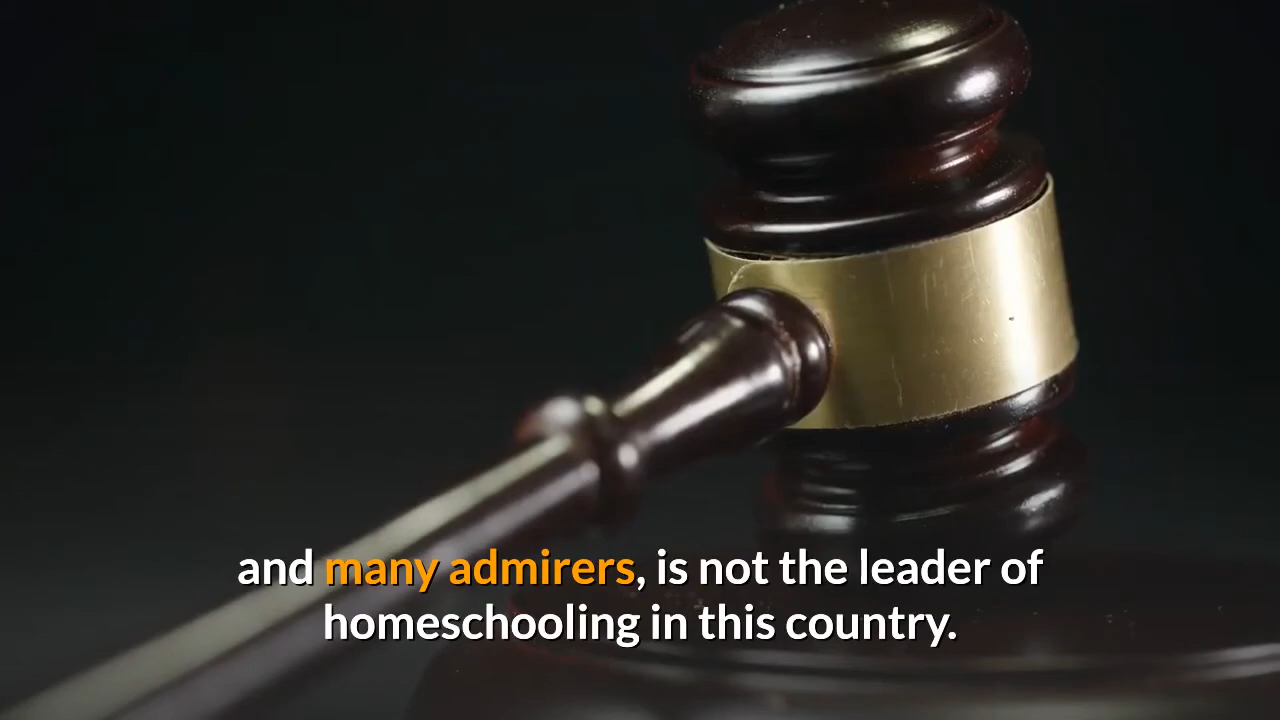 and many admirers, is not the leader of
homeschooling in this country.